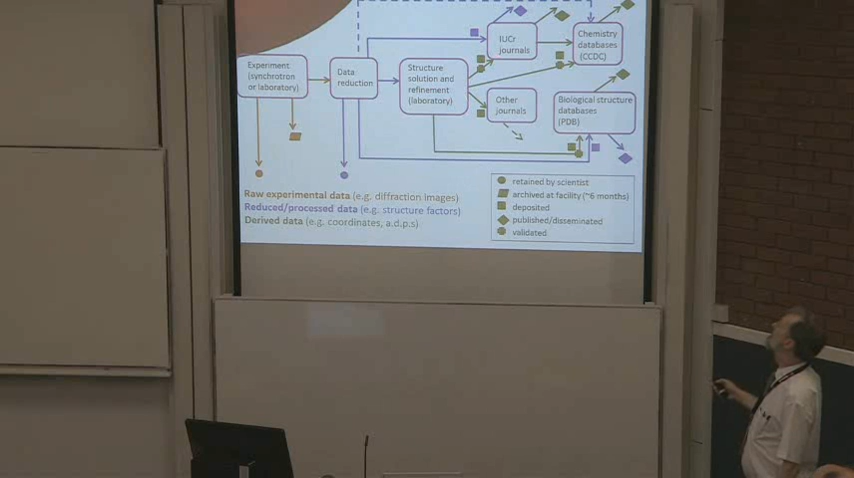 IUCr
journals
Chemistry
databases
(CCDC)
Experiment
(synchrotron
or laboratory)
Data
reduction
Structure
solution and
refinement
(laboratory)
Other
journals
Biological structure
databases
(PDB)
Raw experimental data (e.g. diffraction images)
Reduced/processed data (e.g. structure factors)
Derived data (e.g. coordinates, a.d.p.s)
retained by scientist
archived at facility (~6 months)
deposited
published/disseminated
validated